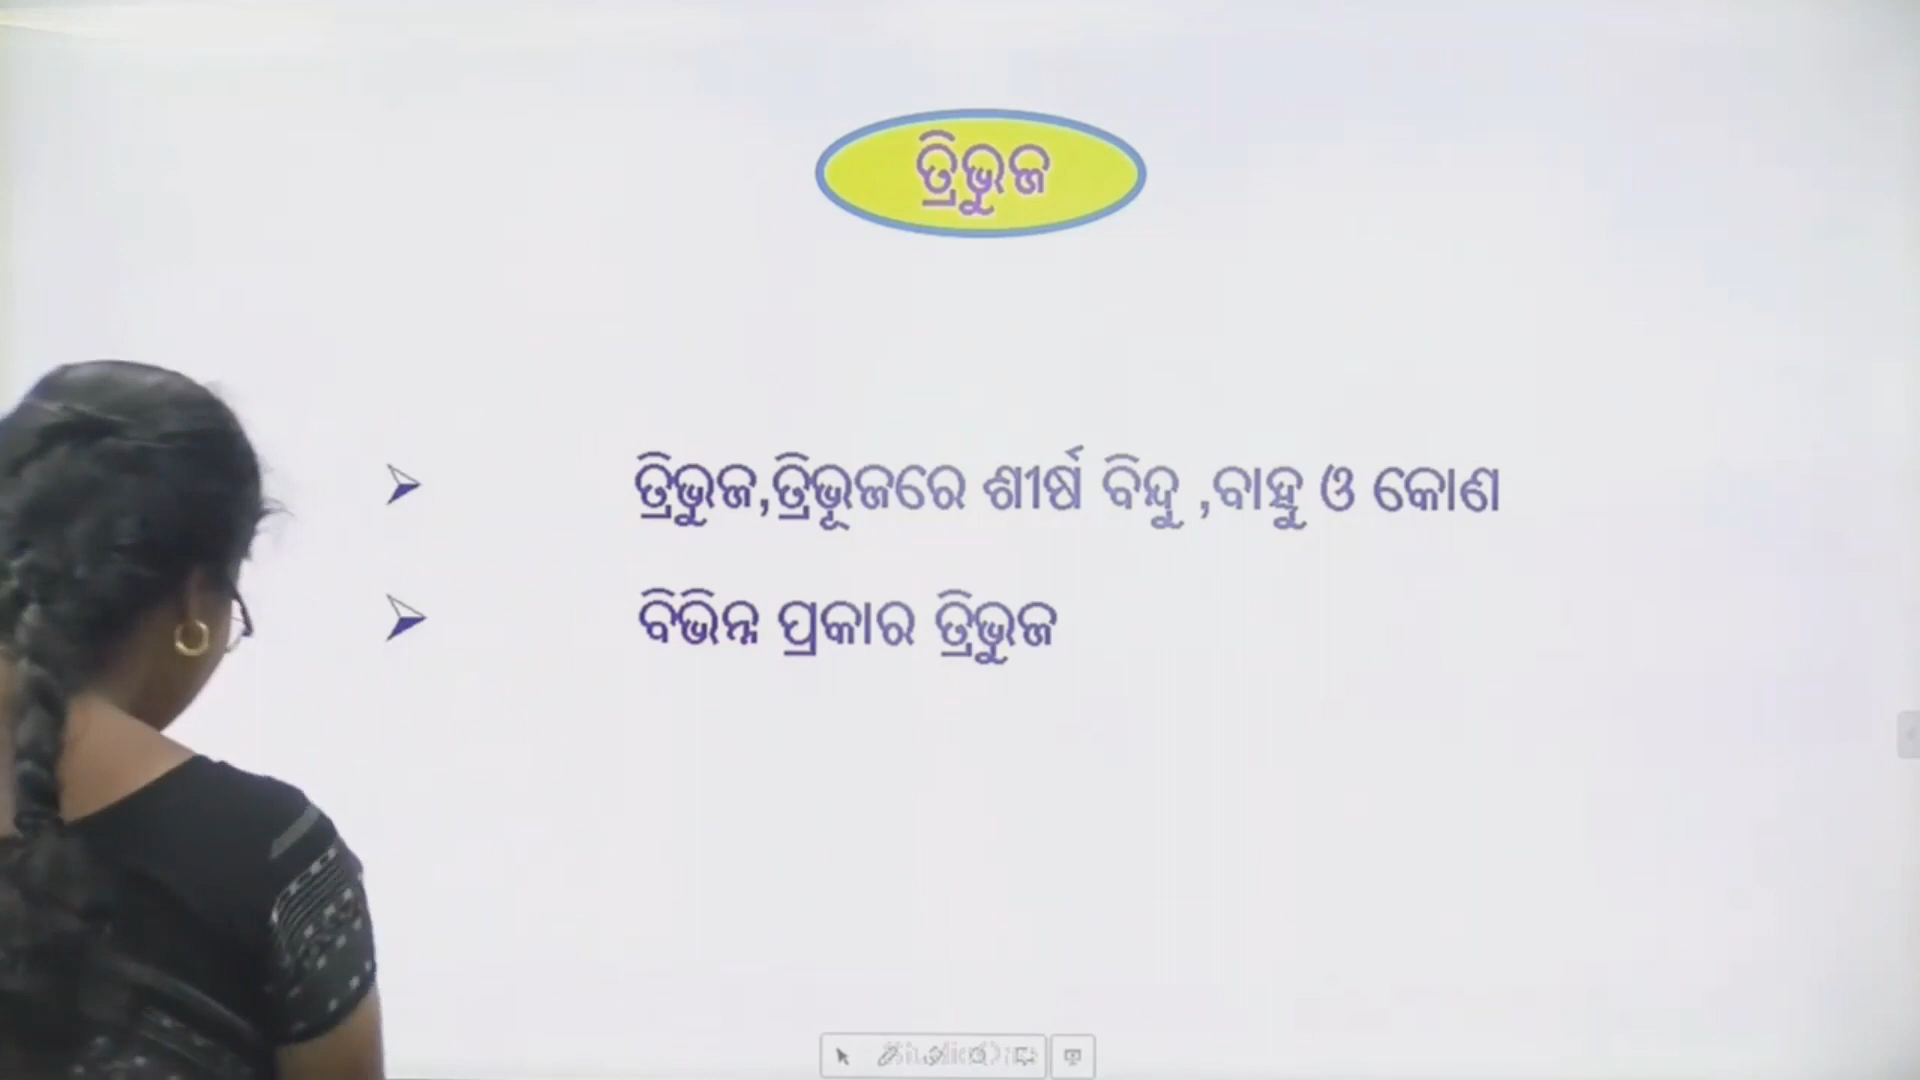 ତ୍ରିଭୁଜ
ତ୍ରିଭୁଜ,ତ୍ରିଭୂଜରେ ଶୀର୍ଷ ବିନ୍ଦୁ ,ବାହୁ ଓ କୋଣ
ବିଭିନ୍ନ ପ୍ରକାର ତ୍ରିଭୁଜ